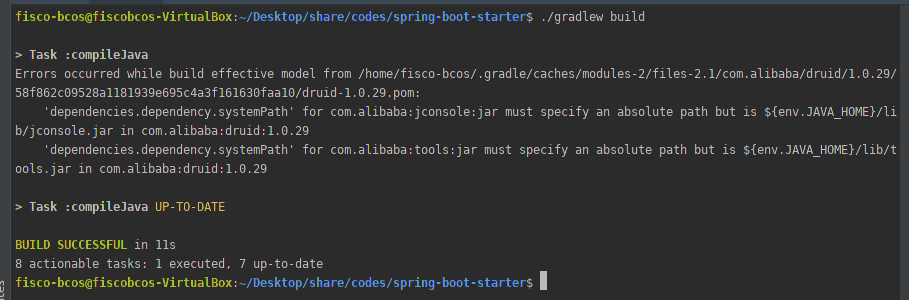 fisco-bcos@fiscobcos-VirtualBox:~/Desktop/share/codes/spring-boot-starter$ ./gradlew build
> Task :compileJava
Errors occurred while build effective model from /home/fisco-bcos/.gradle/caches/modules-2/files-2.1/com.alibaba/druid/1.0.29/
58f862c09528a1181939e695c4a3f161630faa10/druid-1.0.29.pom:
    'dependencies.dependency.systemPath' for com.alibaba:jconsole:jar must specify an absolute path but is ${env.JAVA_HOME}/li
b/jconsole.jar in com.alibaba:druid:1.0.29
    'dependencies.dependency.systemPath' for com.alibaba:tools:jar must specify an absolute path but is ${env.JAVA_HOME}/lib/t
ools.jar in com.alibaba:druid:1.0.29
> Task :compileJava UP-TO-DATE
BUILD SUCCESSFUL in 11s
8 actionable tasks: 1 executed, 7 up-to-date
fisco-bcos@fiscobcos-VirtualBox:~/Desktop/share/codes/spring-boot-starter$